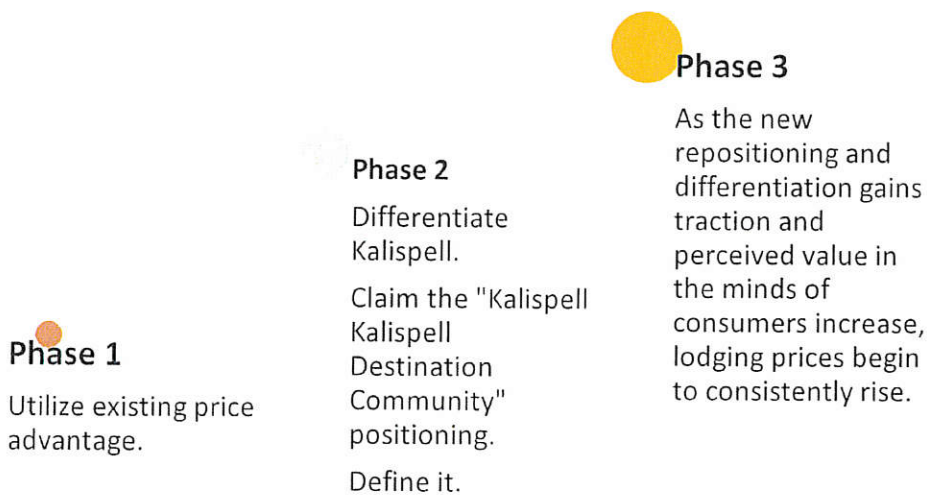 Phase 1
Utilize existing price
advantage.
Phase 2
Differentiate
Kalispell.
Claim the "Kalispell
Kalispell
Destination
Community"
positioning.
Define it.
Phase 3
As the new
repositioning and
differentiation gains
traction and
perceived value in
the minds of
consumers increase,
lodging prices begin
to consistently rise.